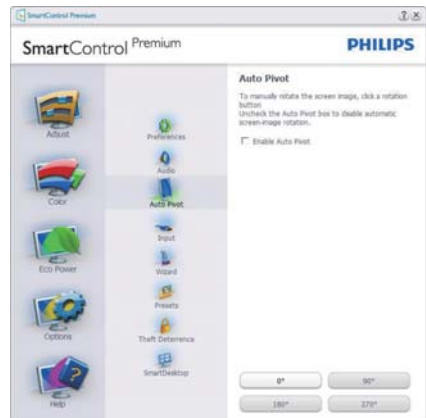 SmartControl Premium
SmartControl Premium
PHILIPS
Adjust
Color
Eco Power
Options
Help
Preferences
Audio
Auto Pivot
Input
Wizard
Presets
Theft Deterrence
SmartDesktop
Auto Pivot
To manually rotate the screen image, click a rotation
button
Uncheck the Auto Pivot box to disable automatic
screen-image rotation.
Enable Auto Pivot
0°
90°
180°
270°